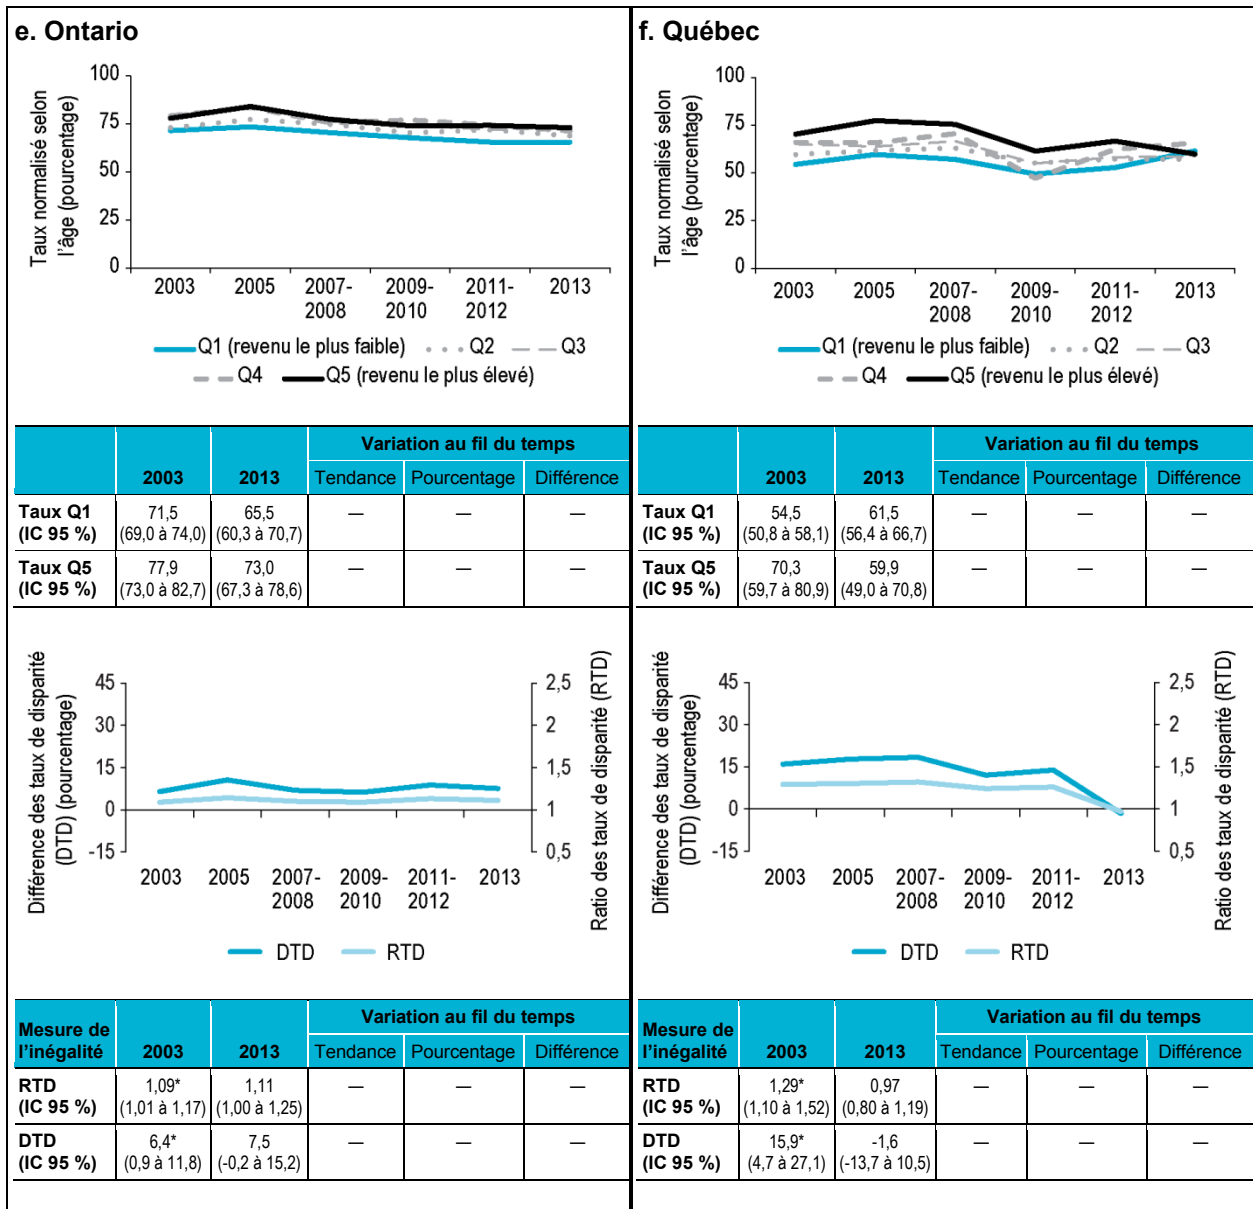 e. Ontario
Taux normalisé selon
l'âge (pourcentage)
100
75
50
25
0
2003 2005 2007- 2009- 2011- 2013
2008 2010 2012
Q1 (revenu le plus faible) Q2 Q3
Q4 Q5 (revenu le plus élevé)
Variation au fil du temps
2003 2013 Tendance Pourcentage Différence
Taux Q1 71,5 65,5 — — —
(IC 95 %) (69,0 à 74,0) (60,3 à 70,7)
Taux Q5 77,9 73,0 — — —
(IC 95 %) (73,0 à 82,7) (67,3 à 78,6)
Différence des taux de disparité
(DTD) (pourcentage)
45
30
15
0
-15
2,5
2
1,5
1
0,5
Ratio des taux de disparité (RTD)
2003 2005 2007- 2009- 2011- 2013
2008 2010 2012
DTD RTD
Variation au fil du temps
Mesure de
l'inégalité 2003 2013 Tendance Pourcentage Différence
RTD 1,09* 1,11 — — —
(IC 95 %) (1,01 à 1,17) (1,00 à 1,25)
DTD 6,4* 7,5 — — —
(IC 95 %) (0,9 à 11,8) (-0,2 à 15,2)
f. Québec
Taux normalisé selon
l'âge (pourcentage)
100
75
50
25
0
2003 2005 2007- 2009- 2011- 2013
2008 2010 2012
Q1 (revenu le plus faible) Q2 Q3
Q4 Q5 (revenu le plus élevé)
Variation au fil du temps
2003 2013 Tendance Pourcentage Différence
Taux Q1 54,5 61,5 — — —
(IC 95 %) (50,8 à 58,1) (56,4 à 66,7)
Taux Q5 70,3 59,9 — — —
(IC 95 %) (59,7 à 80,9) (49,0 à 70,8)
Différence des taux de disparité
(DTD) (pourcentage)
45
30
15
0
-15
2,5
2
1,5
1
0,5
Ratio des taux de disparité (RTD)
2003 2005 2007- 2009- 2011- 2013
2008 2010 2012
DTD RTD
Variation au fil du temps
Mesure de
l'inégalité 2003 2013 Tendance Pourcentage Différence
RTD 1,29* 0,97 — — —
(IC 95 %) (1,10 à 1,52) (0,80 à 1,19)
DTD 15,9* -1,6 — — —
(IC 95 %) (4,7 à 27,1) (-13,7 à 10,5)